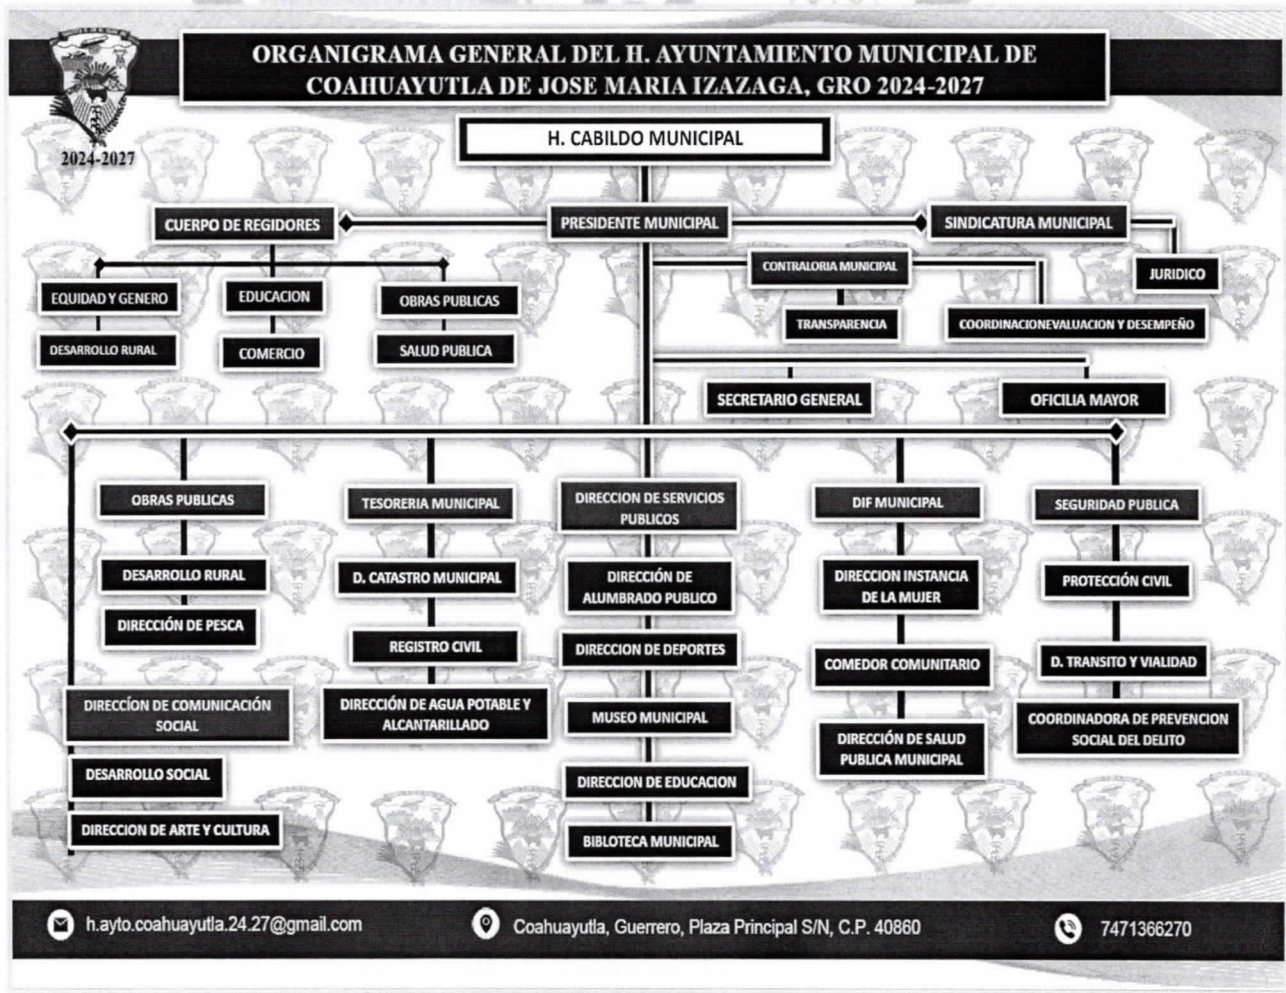 ORGANIGRAMA GENERAL DEL H. AYUNTAMIENTO MUNICIPAL DE
COAHUAYUTLA DE JOSE MARIA IZAZAGA, GRO 2024-2027
2024-2027
H. CABILDO MUNICIPAL
CUERPO DE REGIDORES
PRESIDENTE MUNICIPAL
SINDICATURA MUNICIPAL
JURIDICO
CONTRALORIA MUNICIPAL
TRANSPARENCIA
COORDINACIONEVALUACION Y DESEMPEÑO
EQUIDAD Y GENERO
EDUCACION
OBRAS PUBLICAS
DESARROLLO RURAL
COMERCIO
SALUD PUBLICA
SECRETARIO GENERAL
OFICILIA MAYOR
OBRAS PUBLICAS
DESARROLLO RURAL
DIRECCIÓN DE PESCA
DIRECCÍON DE COMUNICACIÓN
SOCIAL
DESARROLLO SOCIAL
DIRECCION DE ARTE Y CULTURA
TESORERIA MUNICIPAL
D. CATASTRO MUNICIPAL
REGISTRO CIVIL
DIRECCIÓN DE AGUA POTABLE Y
ALCANTARILLADO
DIRECCION DE SERVICIOS
PUBLICOS
DIRECCIÓN DE
ALUMBRADO PUBLICO
DIRECCION DE DEPORTES
MUSEO MUNICIPAL
DIRECCION DE EDUCACION
BIBLOTECA MUNICIPAL
DIF MUNICIPAL
DIRECCION INSTANCIA
DE LA MUJER
COMEDOR COMUNITARIO
DIRECCIÓN DE SALUD
PUBLICA MUNICIPAL
SEGURIDAD PUBLICA
PROTECCIÓN CIVIL
D. TRANSITO Y VIALIDAD
COORDINADORA DE PREVENCION
SOCIAL DEL DELITO
h.ayto.coahuayutla.24.27@gmail.com
Coahuayutla, Guerrero, Plaza Principal S/N, C.P. 40860
7471366270